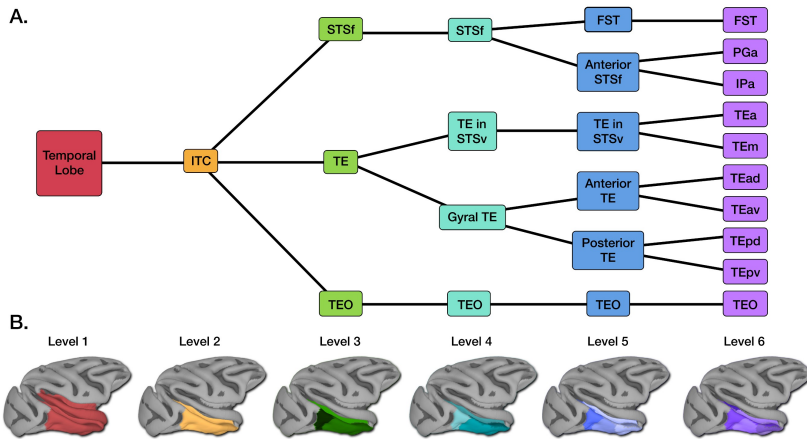 A.
STSf
STSf
FST
FST
Anterior
STSf
PGa
IPa
Temporal
Lobe
ITC
TE
TE in
STSv
TE in
STSv
TEa
TEm
Gyral TE
Anterior
TE
TEad
TEav
Posterior
TE
TEpd
TEpv
TEO
TEO
TEO
TEO
B.
Level 1
Level 2
Level 3
Level 4
Level 5
Level 6